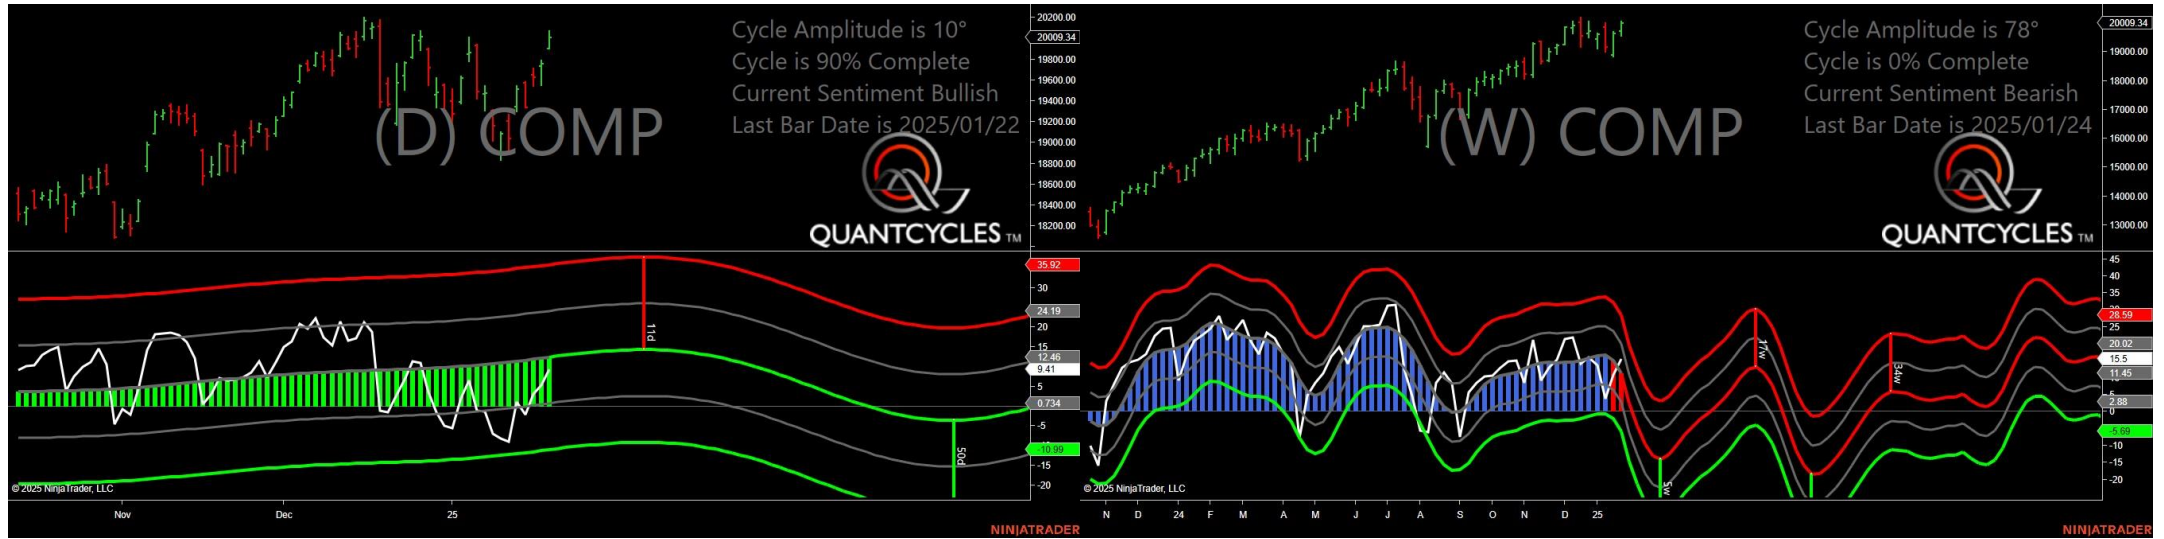 Cycle Amplitude is 10°
Cycle is 90% Complete
Current Sentiment Bullish
Last Bar Date is 2025/01/22
(D) COMP
QUANTCYCLES TM
20200.00
20009.34
19800.00
19600.00
19400.00
19200.00
19000.00
18800.00
18600.00
18400.00
18200.00
35.92
30
24.19
20
15
12.46
9.41
5
0.734
-5
-10.99
-15
-20
11d
50d
© 2025 NinjaTrader, LLC
Nov Dec 25
NINJATRADER
Cycle Amplitude is 78°
Cycle is 0% Complete
Current Sentiment Bearish
Last Bar Date is 2025/01/24
(W) COMP
QUANTCYCLES TM
20009.34
19000.00
18000.00
17000.00
16000.00
15000.00
14000.00
13000.00
45
40
35
28.59
25
20.02
15.5
11.45
2.88
0
-5.69
-10
-15
-20
5w
17w
34w
© 2025 NinjaTrader, LLC
N D 24 F M A M J J A S O N D 25
NINJATRADER